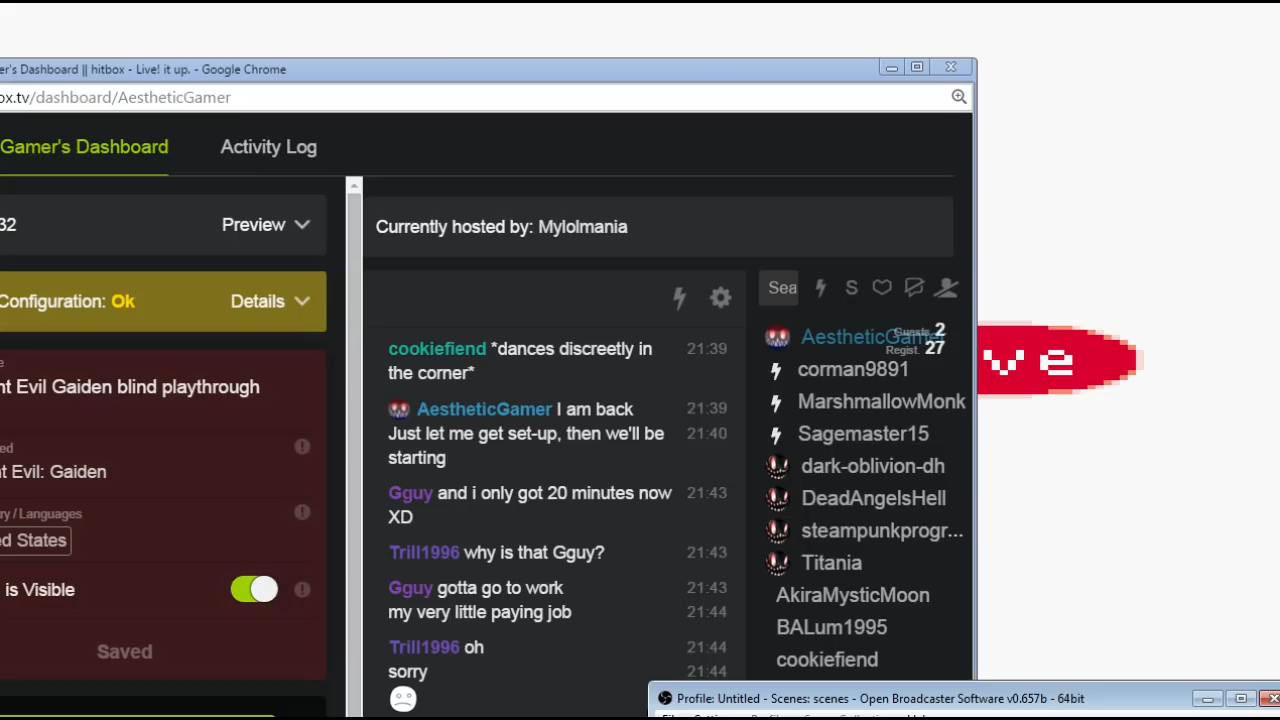 er's Dashboard || hitbox - Live! it up. - Google Chrome
ox.tv/dashboard/AestheticGamer
Gamer's Dashboard
Activity Log
32
Preview
Currently hosted by: Mylolmania
Configuration: Ok
Details
Sea
S
nt Evil Gaiden blind playthrough
ed
nt Evil: Gaiden
ry / Languages
ed States
is Visible
Saved
cookiefiend *dances discreetly in 21:39
the corner*
AestheticGamer I am back 21:39
Just let me get set-up, then we'll be 21:40
starting
Gguy and i only got 20 minutes now 21:43
XD
Trill1996 why is that Gguy? 21:43
Gguy gotta go to work 21:43
my very little paying job 21:44
Trill1996 oh 21:44
sorry 21:44
Guests 2
AestheticGamer
Regist. 27
corman9891
MarshmallowMonk
Sagemaster15
dark-oblivion-dh
DeadAngelsHell
steampunkprogr...
Titania
AkiraMysticMoon
BALum1995
cookiefiend
ve
Profile: Untitled - Scenes: scenes - Open Broadcaster Software v0.657b - 64bit